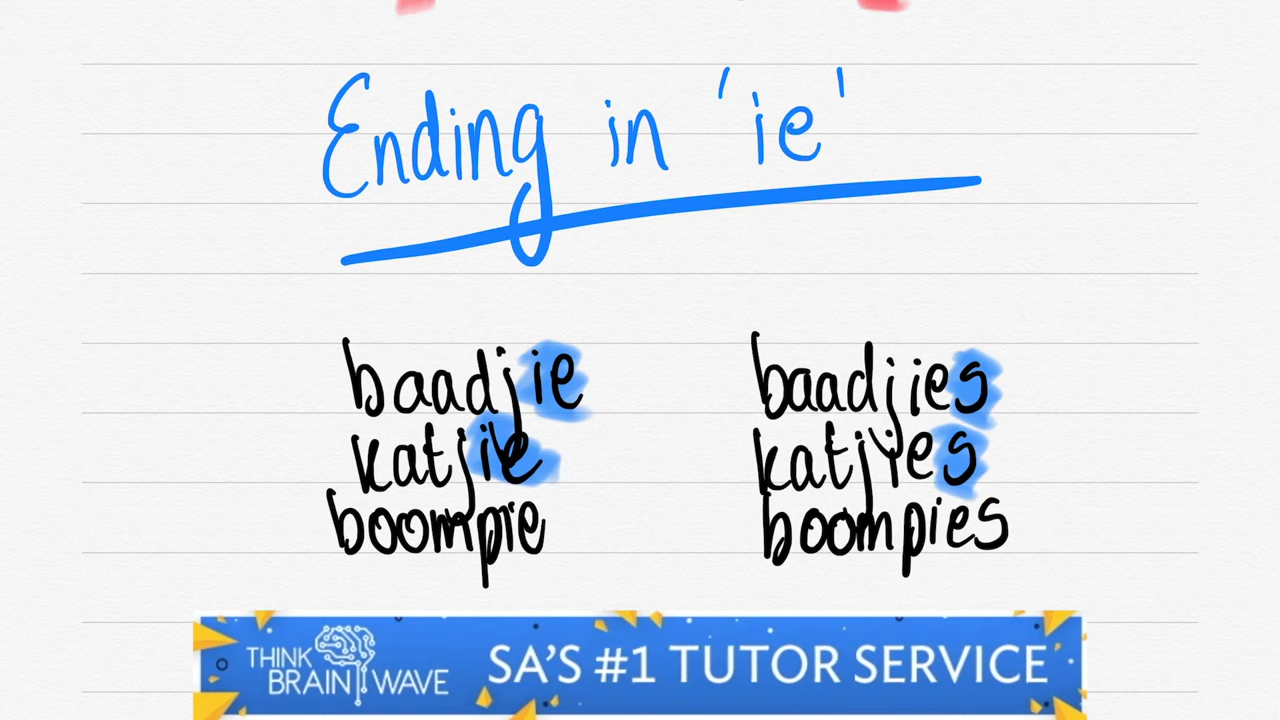 Ending in 'ie'
baadjie baadjies
katjie katjies
boompie boompies
THINK BRAIN WAVE
SA'S #1 TUTOR SERVICE